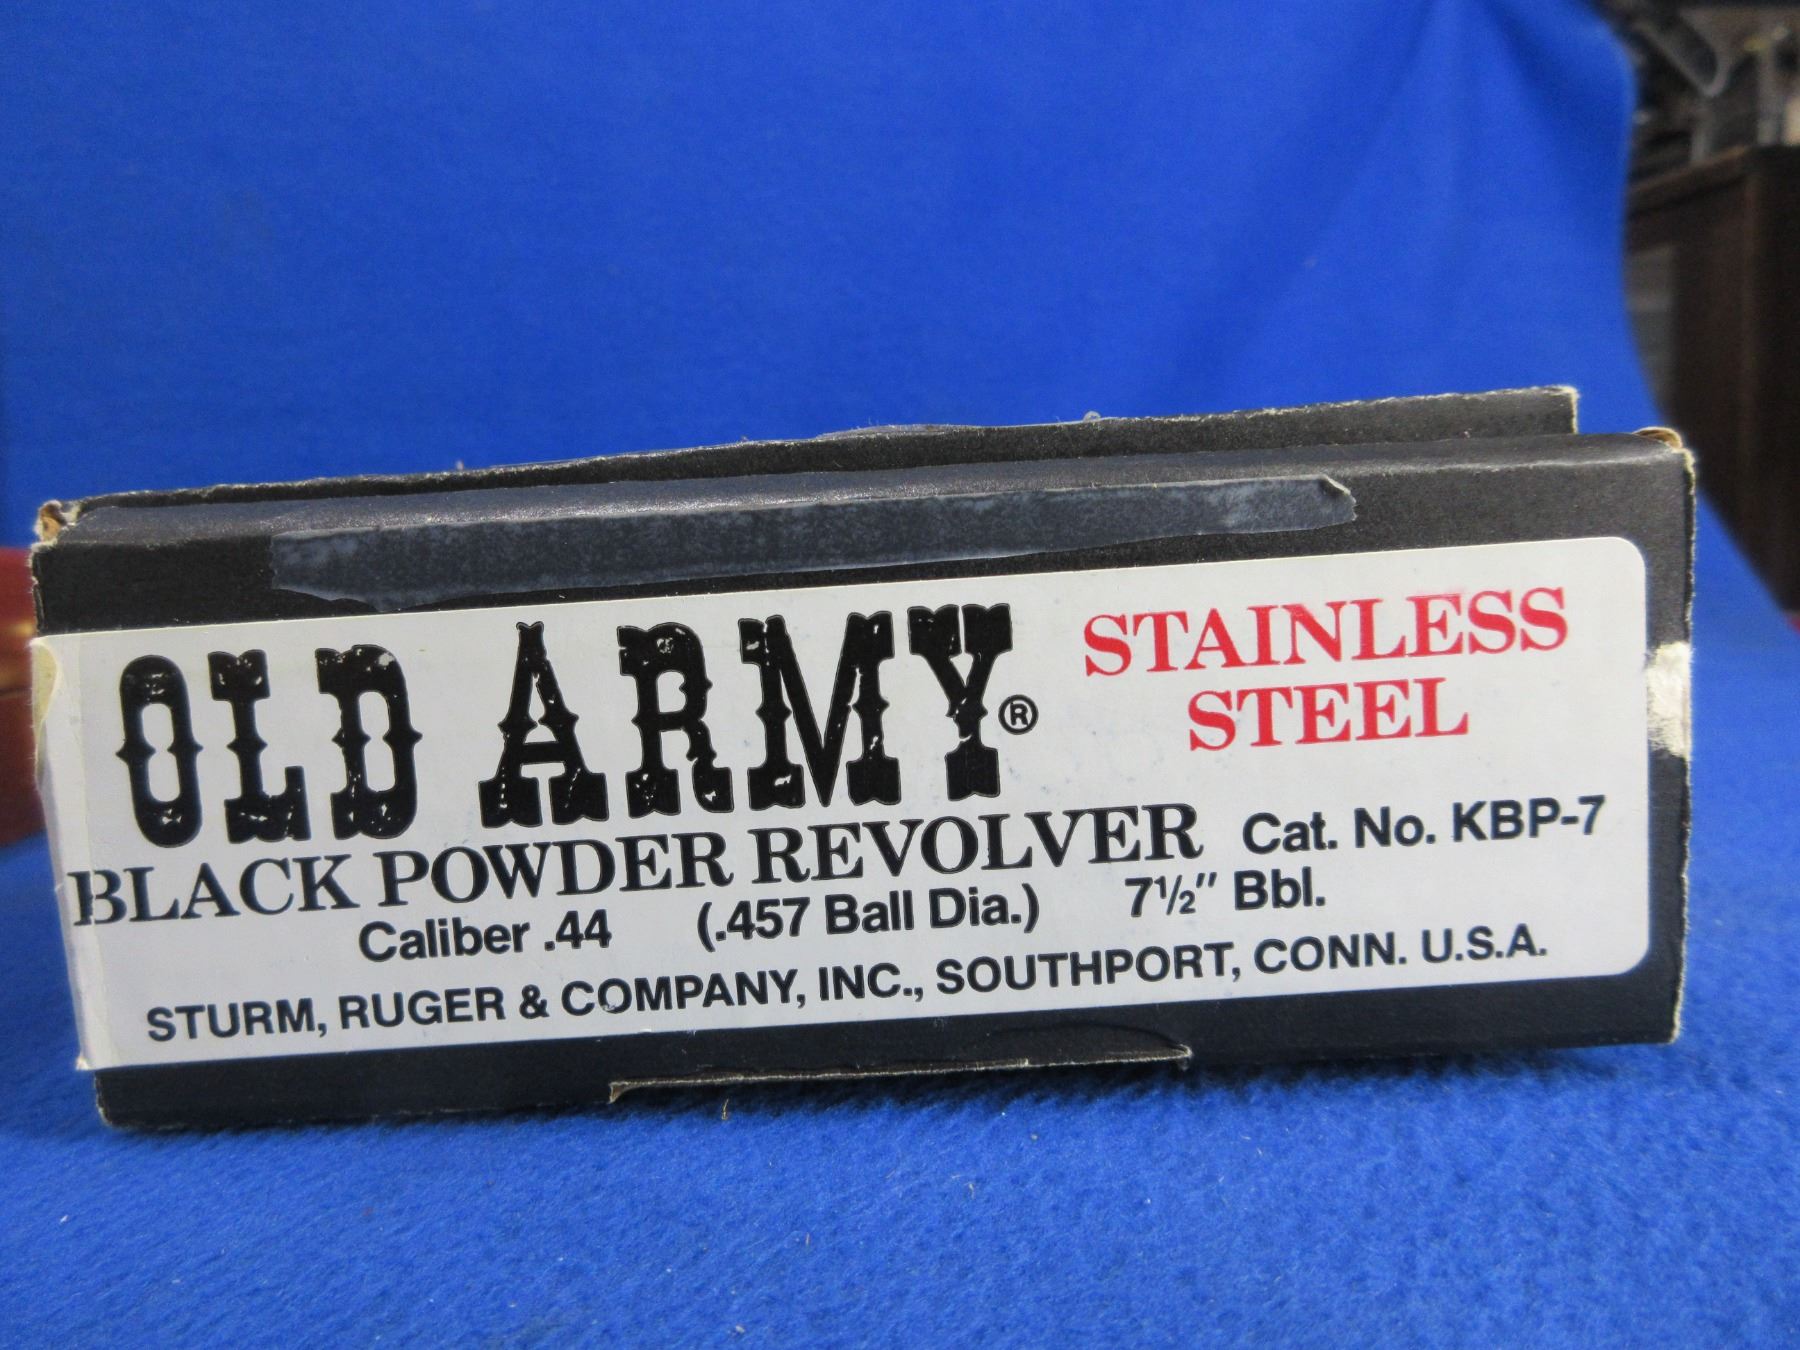 OLD ARMY® STAINLESS STEEL
BLACK POWDER REVOLVER Cat. No. KBP-7
Caliber .44 (.457 Ball Dia.) 7½" Bbl.
STURM, RUGER & COMPANY, INC., SOUTHPORT, CONN. U.S.A.